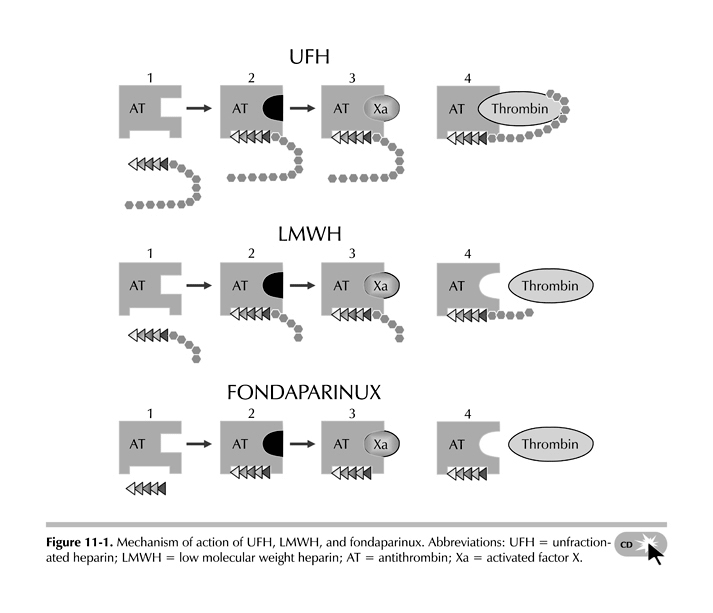 UFH
1 2 3 4
AT AT AT Xa AT Thrombin
LMWH
1 2 3 4
AT AT AT Xa AT Thrombin
FONDAPARINUX
1 2 3 4
AT AT AT Xa AT Thrombin
Figure 11-1. Mechanism of action of UFH, LMWH, and fondaparinux. Abbreviations: UFH = unfraction-
ated heparin; LMWH = low molecular weight heparin; AT = antithrombin; Xa = activated factor X.
CD